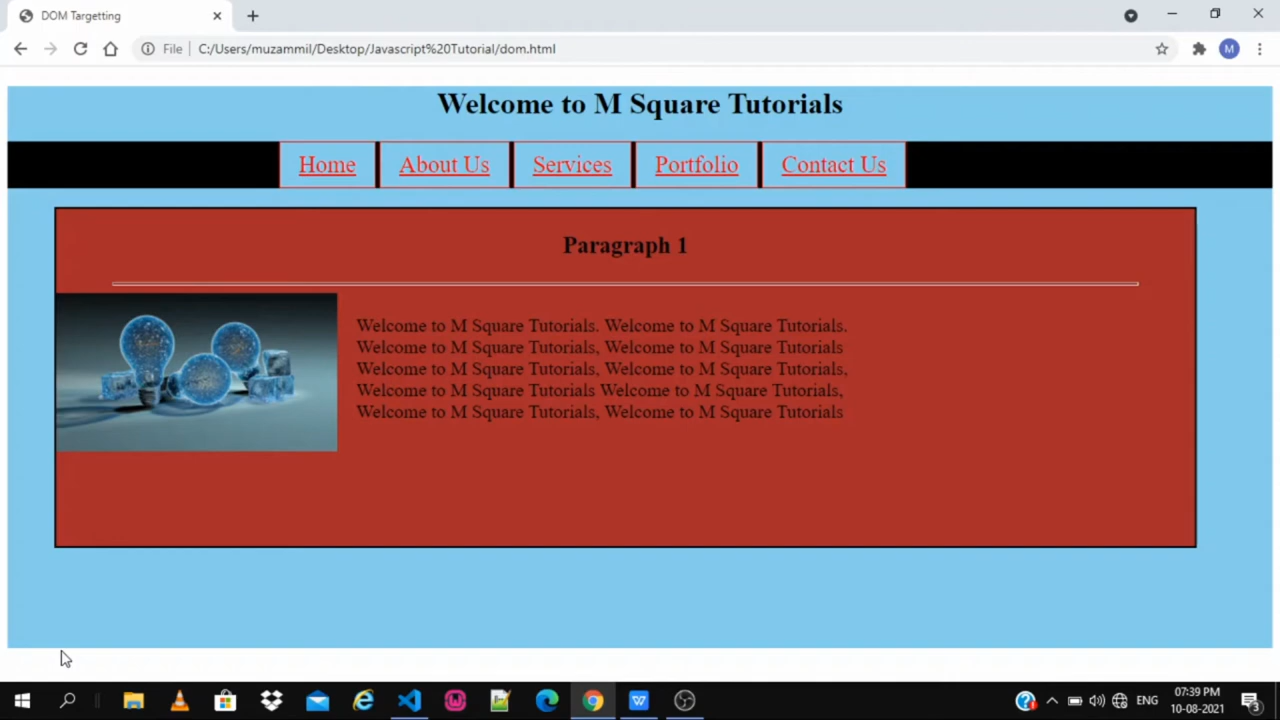 DOM Targetting
File
C:/Users/muzammil/Desktop/Javascript%20Tutorial/dom.html
M
Welcome to M Square Tutorials
Home About Us Services Portfolio Contact Us
Paragraph 1
Welcome to M Square Tutorials. Welcome to M Square Tutorials.
Welcome to M Square Tutorials, Welcome to M Square Tutorials
Welcome to M Square Tutorials, Welcome to M Square Tutorials,
Welcome to M Square Tutorials Welcome to M Square Tutorials,
Welcome to M Square Tutorials, Welcome to M Square Tutorials
ENG
07:39 PM
10-08-2021
3